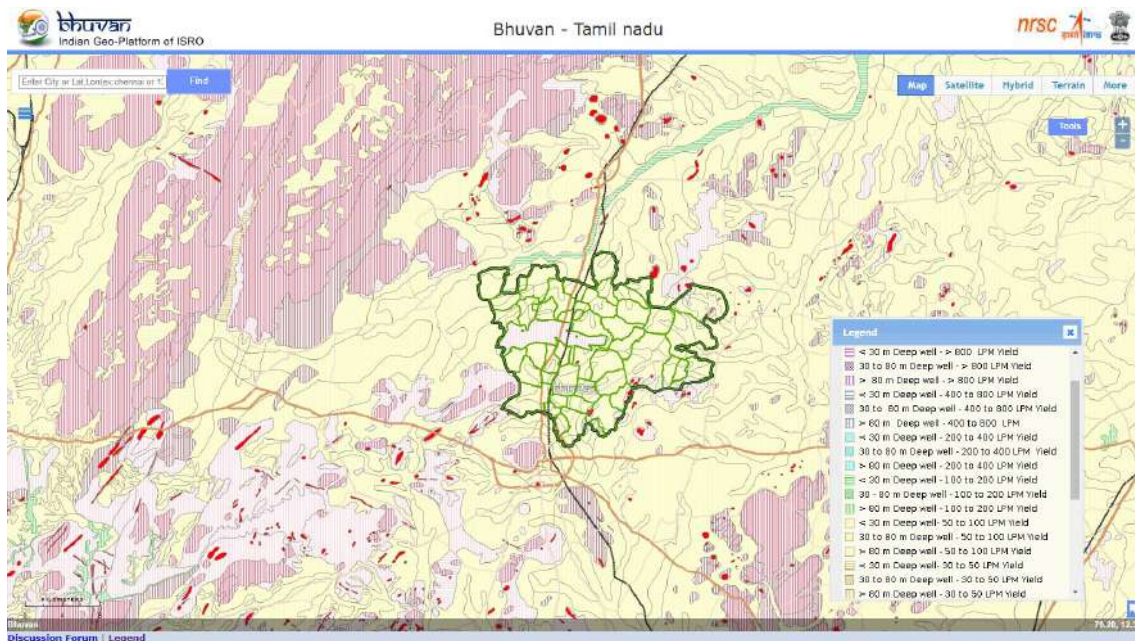 bhuvan
Indian Geo-Platform of ISRO
Bhuvan - Tamil nadu
nrsc
Find
Map Satellite Hybrid Terrain More
Tools
+
-
Legend x
< 30 m Deep well - > 800 LPM Yield
30 to 80 m Deep well - > 800 LPM Yield
> 80 m Deep well - > 800 LPM Yield
< 30 m Deep well - 400 to 800 LPM Yield
30 to 80 m Deep well - 400 to 800 LPM Yield
> 80 m Deep well - 400 to 800 LPM
< 30 m Deep well - 200 to 400 LPM Yield
30 to 80 m Deep well - 200 to 400 LPM Yield
> 80 m Deep well - 200 to 400 LPM Yield
< 30 m Deep well - 100 to 200 LPM Yield
30 - 80 m Deep well - 100 to 200 LPM Yield
> 80 m Deep well - 100 to 200 LPM Yield
< 30 m Deep well- 50 to 100 LPM Yield
30 to 80 m Deep well - 50 to 100 LPM Yield
> 80 m Deep well - 50 to 100 LPM Yield
< 30 m Deep well- 30 to 50 LPM Yield
30 to 80 m Deep well - 30 to 50 LPM Yield
> 80 m Deep well - 30 to 50 LPM Yield
Bhuvan
Discussion Forum | Legend